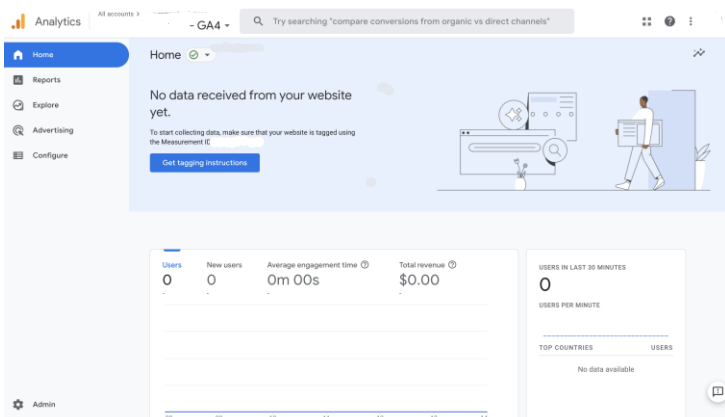 Analytics
All accounts >
- GA4
Try searching "compare conversions from organic vs direct channels"
Home
Reports
Explore
Advertising
Configure
Admin
Home
No data received from your website
yet.
To start collecting data, make sure that your website is tagged using
the Measurement ID
Get tagging instructions
Users
0
-
New users
0
-
Average engagement time
0m 00s
-
Total revenue
$0.00
-
USERS IN LAST 30 MINUTES
0
USERS PER MINUTE
TOP COUNTRIES USERS
No data available